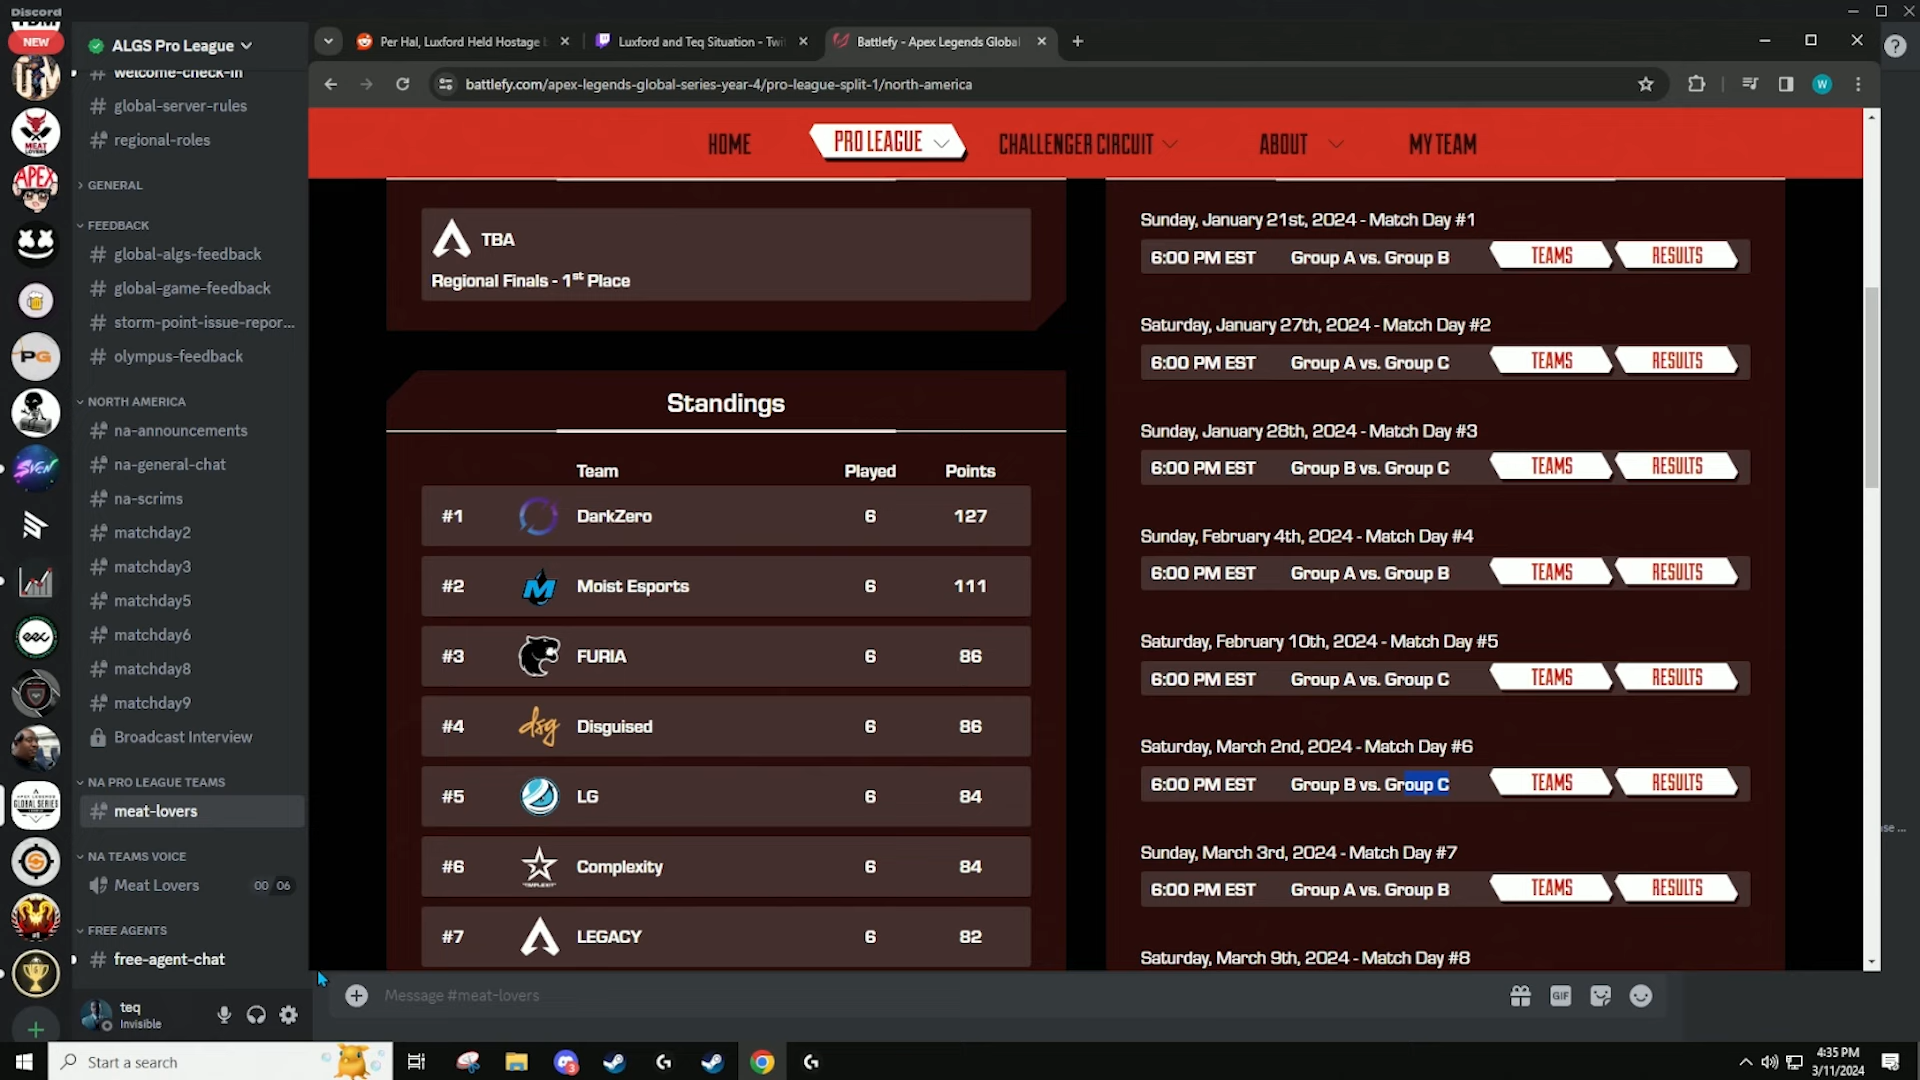 Discord
NEW
ALGS Pro League
welcome-check-in
global-server-rules
regional-roles
GENERAL
FEEDBACK
global-algs-feedback
global-game-feedback
storm-point-issue-repor...
olympus-feedback
NORTH AMERICA
na-announcements
na-general-chat
na-scrims
matchday2
matchday3
matchday5
matchday6
matchday8
matchday9
Broadcast Interview
NA PRO LEAGUE TEAMS
meat-lovers
NA TEAMS VOICE
Meat Lovers 00 06
FREE AGENTS
free-agent-chat
teq
Invisible
Per Hal, Luxford Held Hostage
Luxford and Teq Situation - Twi
Battlefy - Apex Legends Global
battlefy.com/apex-legends-global-series-year-4/pro-league-split-1/north-america
W
HOME
PRO LEAGUE
CHALLENGER CIRCUIT
ABOUT
MY TEAM
TBA
Regional Finals - 1st Place
Standings
Team Played Points
#1 DarkZero 6 127
#2 Moist Esports 6 111
#3 FURIA 6 86
#4 dsg Disguised 6 86
#5 LG 6 84
#6 Complexity 6 84
#7 LEGACY 6 82
Sunday, January 21st, 2024 - Match Day #1
6:00 PM EST Group A vs. Group B TEAMS RESULTS
Saturday, January 27th, 2024 - Match Day #2
6:00 PM EST Group A vs. Group C TEAMS RESULTS
Sunday, January 28th, 2024 - Match Day #3
6:00 PM EST Group B vs. Group C TEAMS RESULTS
Sunday, February 4th, 2024 - Match Day #4
6:00 PM EST Group A vs. Group B TEAMS RESULTS
Saturday, February 10th, 2024 - Match Day #5
6:00 PM EST Group A vs. Group C TEAMS RESULTS
Saturday, March 2nd, 2024 - Match Day #6
6:00 PM EST Group B vs. Group C TEAMS RESULTS
Sunday, March 3rd, 2024 - Match Day #7
6:00 PM EST Group A vs. Group B TEAMS RESULTS
Saturday, March 9th, 2024 - Match Day #8
Message #meat-lovers
GIF
MEAT LOVERS
APEX
PG
SVEN
eec
GLOBAL SERIES
Start a search
3
4:35 PM
3/11/2024